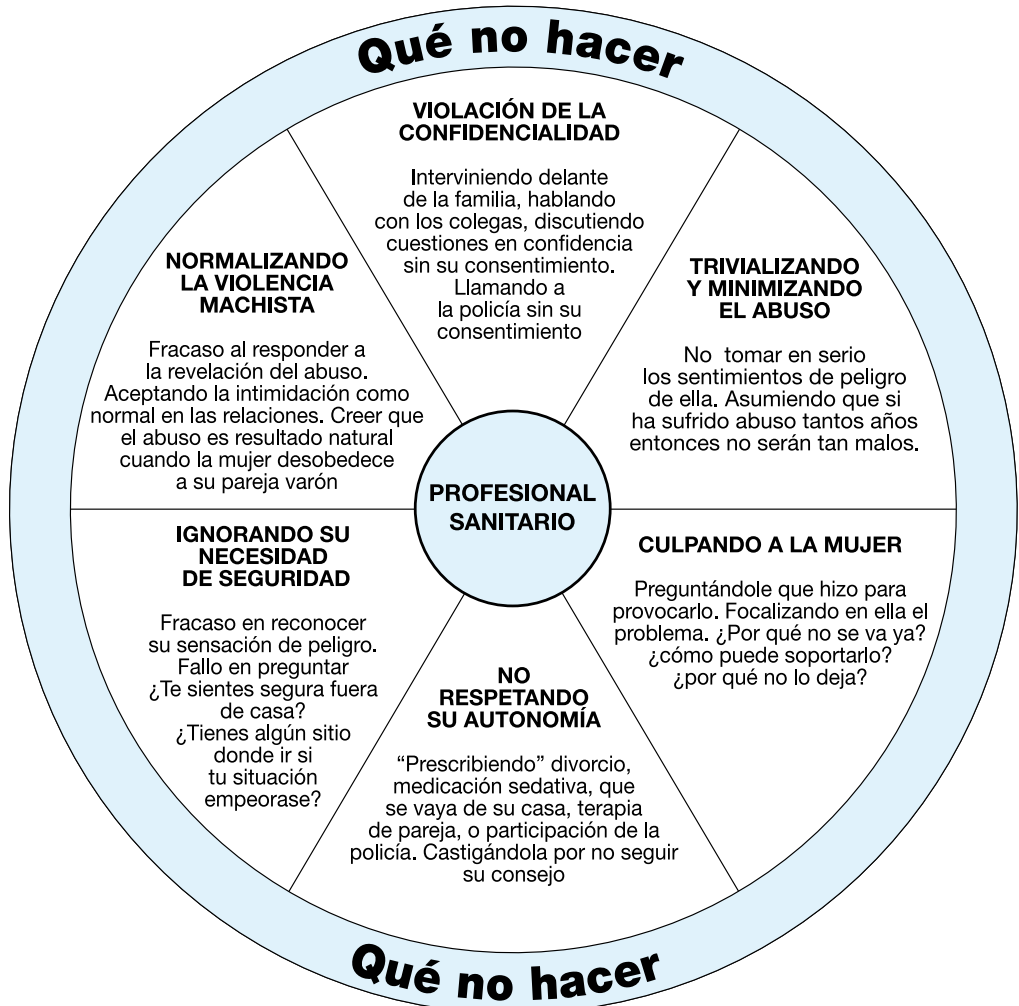 Qué no hacer
VIOLACIÓN DE LA
CONFIDENCIALIDAD
Interviniendo delante
de la familia, hablando
con los colegas, discutiendo
cuestiones en confidencia
sin su consentimiento.
Llamando a
la policía sin su
consentimiento
TRIVIALIZANDO
Y MINIMIZANDO
EL ABUSO
No tomar en serio
los sentimientos de peligro
de ella. Asumiendo que si
ha sufrido abuso tantos años
entonces no serán tan malos.
CULPANDO A LA MUJER
Preguntándole que hizo para
provocarlo. Focalizando en ella el
problema. ¿Por qué no se va ya?
¿cómo puede soportarlo?
¿por qué no lo deja?
NO
RESPETANDO
SU AUTONOMÍA
“Prescribiendo” divorcio,
medicación sedativa, que
se vaya de su casa, terapia
de pareja, o participación de la
policía. Castigándola por no seguir
su consejo
IGNORANDO SU
NECESIDAD
DE SEGURIDAD
Fracaso en reconocer
su sensación de peligro.
Fallo en preguntar
¿Te sientes segura fuera
de casa?
¿Tienes algún sitio
donde ir si
tu situación
empeorase?
NORMALIZANDO
LA VIOLENCIA
MACHISTA
Fracaso al responder a
la revelación del abuso.
Aceptando la intimidación como
normal en las relaciones. Creer que
el abuso es resultado natural
cuando la mujer desobedece
a su pareja varón
PROFESIONAL
SANITARIO
Qué no hacer